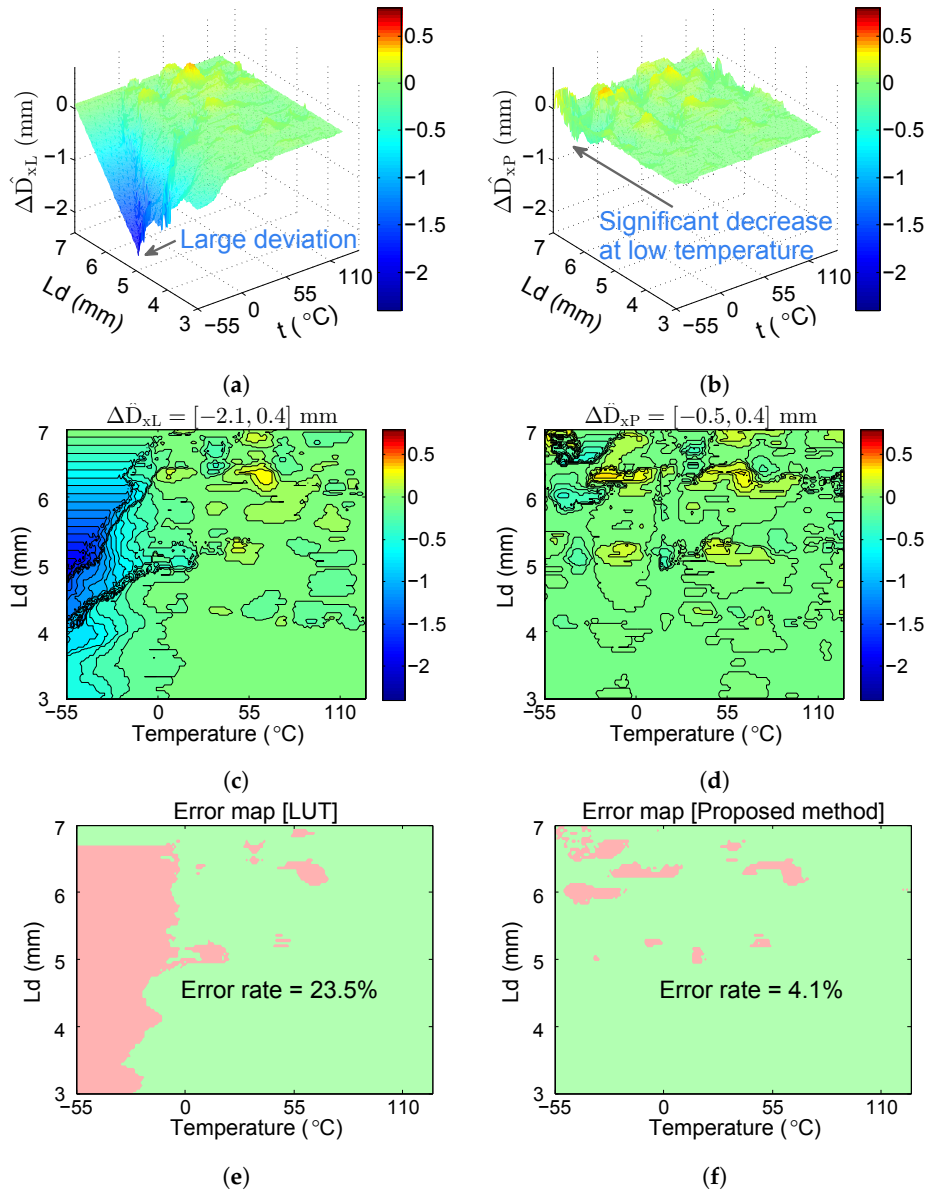 0.5
0
−0.5
−1
−1.5
−2
0
−1
−2
ΔD̂xL (mm)
Large deviation
7
6
5
4
3
Ld (mm)
−55
0
55
110
t (°C)
(a)
0.5
0
−0.5
−1
−1.5
−2
0
−1
−2
ΔD̂xP (mm)
Significant decrease
at low temperature
7
6
5
4
3
Ld (mm)
−55
0
55
110
t (°C)
(b)
ΔD̂xL = [−2.1, 0.4] mm
7
6
5
4
3
Ld (mm)
−55
0
55
110
Temperature (°C)
0.5
0
−0.5
−1
−1.5
−2
(c)
ΔD̂xP = [−0.5, 0.4] mm
7
6
5
4
3
Ld (mm)
−55
0
55
110
Temperature (°C)
0.5
0
−0.5
−1
−1.5
−2
(d)
Error map [LUT]
7
6
5
4
3
Ld (mm)
Error rate = 23.5%
−55
0
55
110
Temperature (°C)
(e)
Error map [Proposed method]
7
6
5
4
3
Ld (mm)
Error rate = 4.1%
−55
0
55
110
Temperature (°C)
(f)